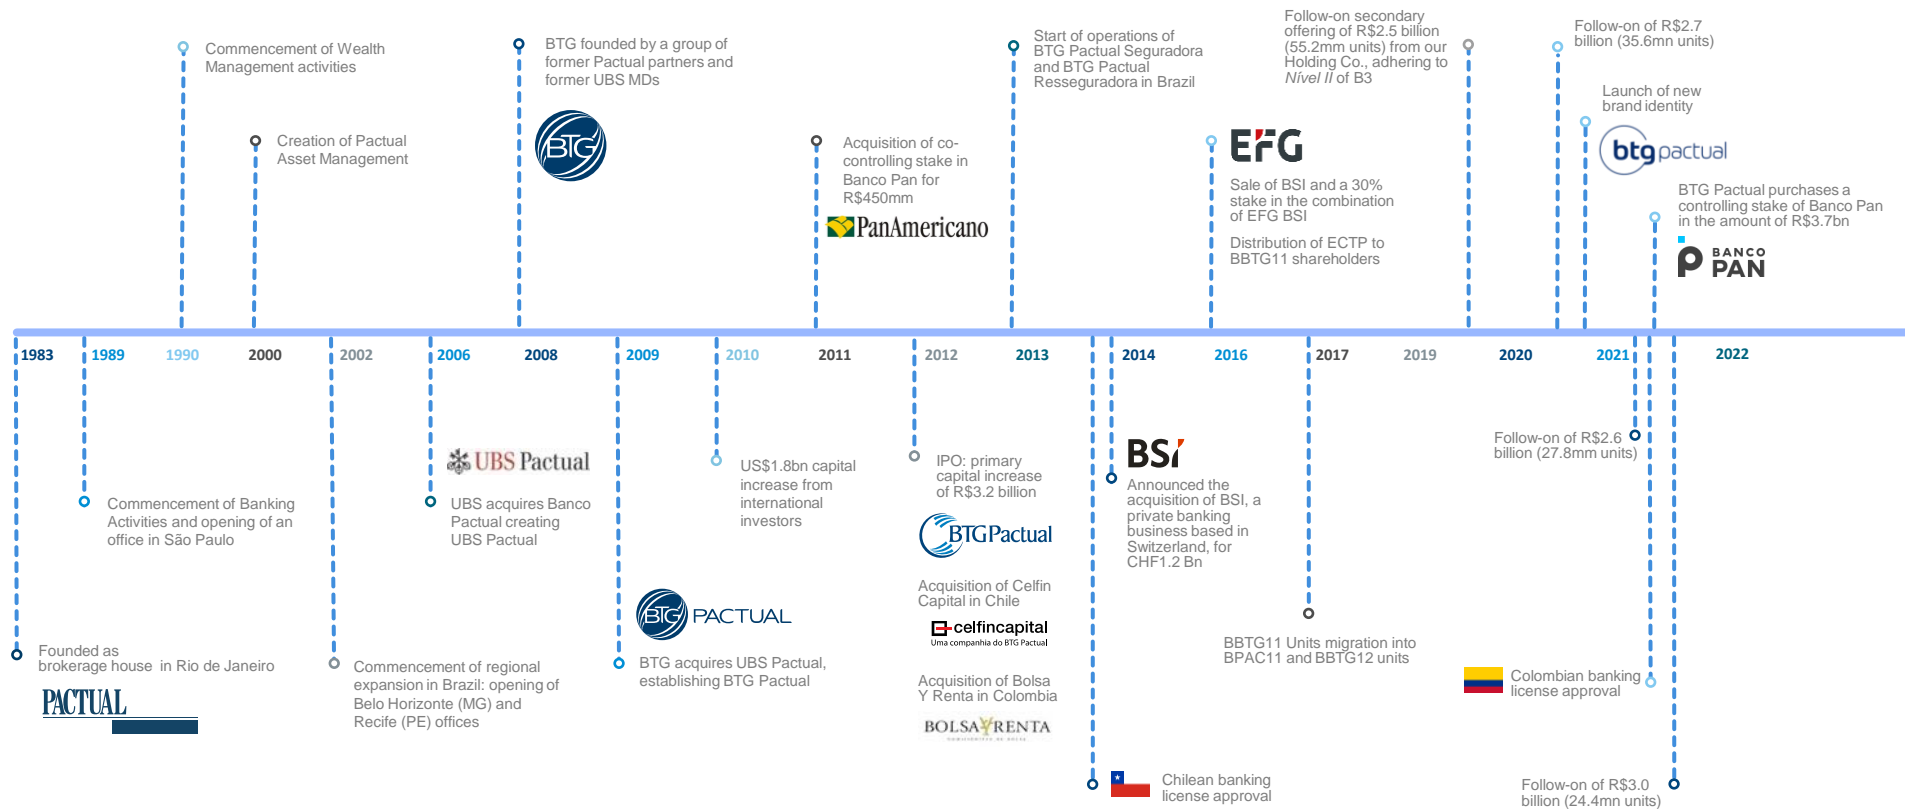 Commencement of Wealth
Management activities
BTG founded by a group of
former Pactual partners and
former UBS MDs
BTG
Start of operations of
BTG Pactual Seguradora
and BTG Pactual
Resseguradora in Brazil
Follow-on secondary
offering of R$2.5 billion
(55.2mm units) from our
Holding Co., adhering to
Nível II of B3
Follow-on of R$2.7
billion (35.6mn units)
Launch of new
brand identity
btg pactual
Creation of Pactual
Asset Management
Acquisition of co-
controlling stake in
Banco Pan for
R$450mm
PanAmericano
EFG
Sale of BSI and a 30%
stake in the combination
of EFG BSI
Distribution of ECTP to
BBTG11 shareholders
BTG Pactual purchases a
controlling stake of Banco Pan
in the amount of R$3.7bn
BANCO
PAN
1983 1989 1990 2000 2002 2006 2008 2009 2010 2011 2012 2013 2014 2016 2017 2019 2020 2021 2022
Founded as
brokerage house in Rio de Janeiro
PACTUAL
Commencement of Banking
Activities and opening of an
office in São Paulo
Commencement of regional
expansion in Brazil: opening of
Belo Horizonte (MG) and
Recife (PE) offices
UBS Pactual
UBS acquires Banco
Pactual creating
UBS Pactual
BTG PACTUAL
BTG acquires UBS Pactual,
establishing BTG Pactual
US$1.8bn capital
increase from
international
investors
IPO: primary
capital increase
of R$3.2 billion
BTGPactual
Acquisition of Celfin
Capital in Chile
celfincapital
Uma companhia do BTG Pactual
Acquisition of Bolsa
Y Renta in Colombia
BOLSA Y RENTA
BSI
Announced the
acquisition of BSI, a
private banking
business based in
Switzerland, for
CHF1.2 Bn
Chilean banking
license approval
BBTG11 Units migration into
BPAC11 and BBTG12 units
Follow-on of R$2.6
billion (27.8mm units)
Colombian banking
license approval
Follow-on of R$3.0
billion (24.4mn units)